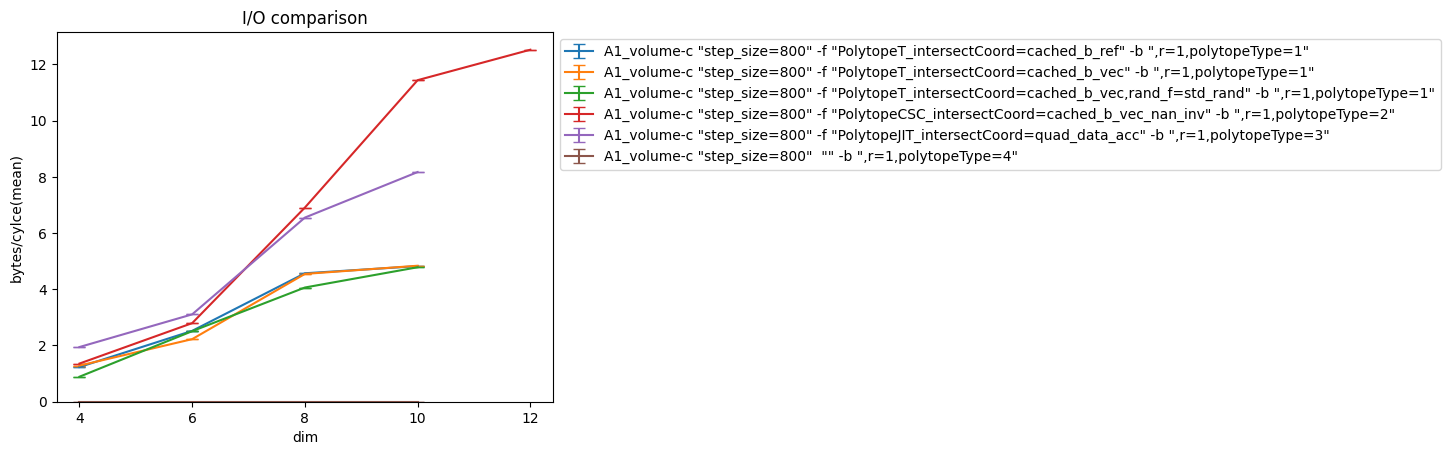 I/O comparison
bytes/cylce(mean)
12
10
8
6
4
2
0
4 6 8 10 12
dim
A1_volume-c "step_size=800" -f "PolytopeT_intersectCoord=cached_b_ref" -b ",r=1,polytopeType=1"
A1_volume-c "step_size=800" -f "PolytopeT_intersectCoord=cached_b_vec" -b ",r=1,polytopeType=1"
A1_volume-c "step_size=800" -f "PolytopeT_intersectCoord=cached_b_vec,rand_f=std_rand" -b ",r=1,polytopeType=1"
A1_volume-c "step_size=800" -f "PolytopeCSC_intersectCoord=cached_b_vec_nan_inv" -b ",r=1,polytopeType=2"
A1_volume-c "step_size=800" -f "PolytopeJIT_intersectCoord=quad_data_acc" -b ",r=1,polytopeType=3"
A1_volume-c "step_size=800"  "" -b ",r=1,polytopeType=4"